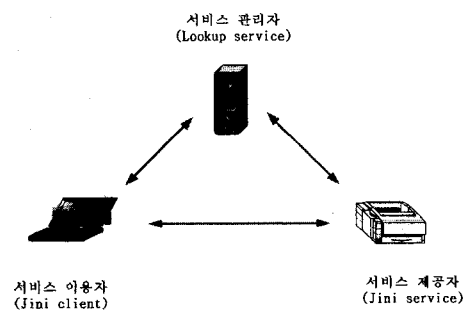 서비스 관리자
(Lookup service)
서비스 이용자
(Jini client)
서비스 제공자
(Jini service)